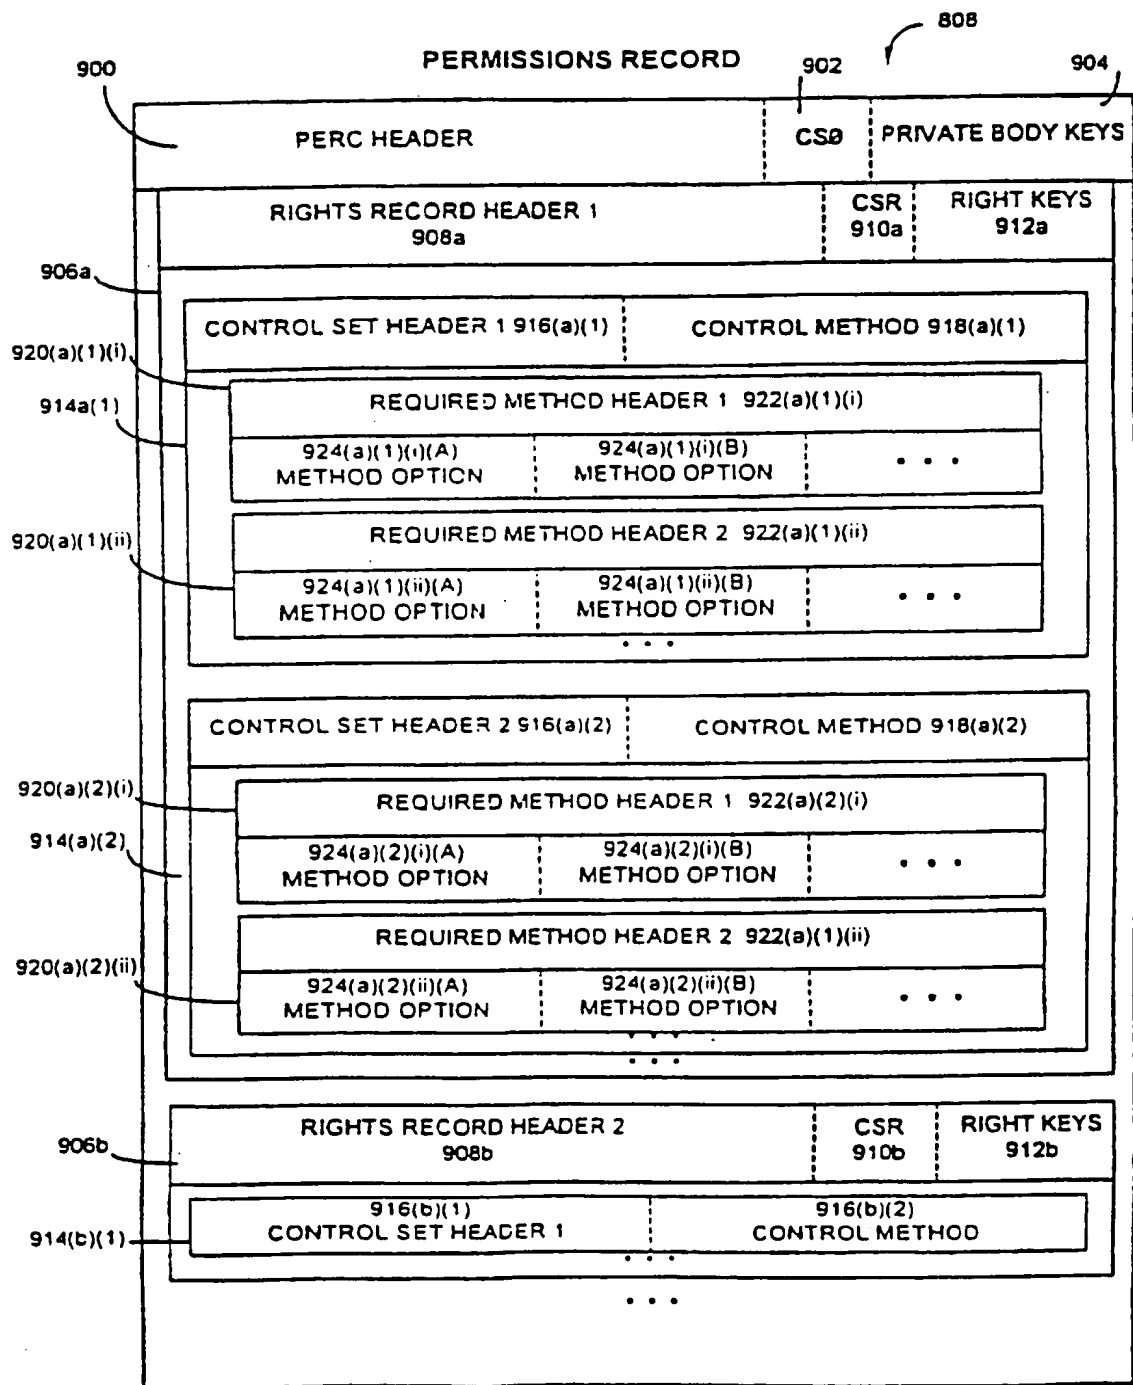 808
PERMISSIONS RECORD
900
902
904
PERC HEADER
CSØ
PRIVATE BODY KEYS
RIGHTS RECORD HEADER 1
908a
CSR
910a
RIGHT KEYS
912a
906a
CONTROL SET HEADER 1 916(a)(1)
CONTROL METHOD 918(a)(1)
920(a)(1)(i)
REQUIRED METHOD HEADER 1 922(a)(1)(i)
914a(1)
924(a)(1)(i)(A)
METHOD OPTION
924(a)(1)(i)(B)
METHOD OPTION
• • •
920(a)(1)(ii)
REQUIRED METHOD HEADER 2 922(a)(1)(ii)
924(a)(1)(ii)(A)
METHOD OPTION
924(a)(1)(ii)(B)
METHOD OPTION
• • •
• • •
CONTROL SET HEADER 2 916(a)(2)
CONTROL METHOD 918(a)(2)
920(a)(2)(i)
REQUIRED METHOD HEADER 1 922(a)(2)(i)
914(a)(2)
924(a)(2)(i)(A)
METHOD OPTION
924(a)(2)(i)(B)
METHOD OPTION
• • •
REQUIRED METHOD HEADER 2 922(a)(1)(ii)
920(a)(2)(ii)
924(a)(2)(ii)(A)
METHOD OPTION
924(a)(2)(ii)(B)
METHOD OPTION
• • •
• • •
• • •
RIGHTS RECORD HEADER 2
908b
CSR
910b
RIGHT KEYS
912b
906b
916(b)(1)
CONTROL SET HEADER 1
916(b)(2)
CONTROL METHOD
914(b)(1)
• • •
• • •